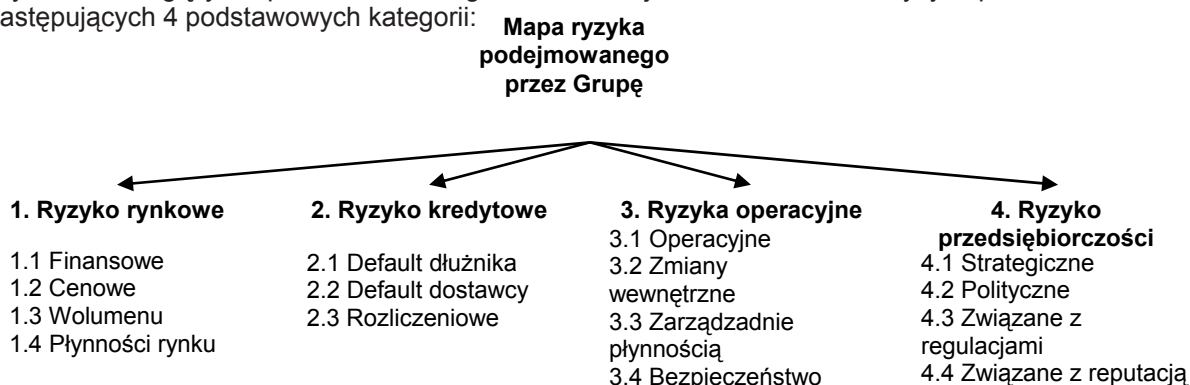 następujących 4 podstawowych kategorii:
Mapa ryzyka
podejmowanego
przez Grupę
1. Ryzyko rynkowe
1.1 Finansowe
1.2 Cenowe
1.3 Wolumenu
1.4 Płynności rynku
2. Ryzyko kredytowe
2.1 Default dłużnika
2.2 Default dostawcy
2.3 Rozliczeniowe
3. Ryzyka operacyjne
3.1 Operacyjne
3.2 Zmiany
wewnętrzne
3.3 Zarządzadnie
płynnością
3.4 Bezpieczeństwo
4. Ryzyko
przedsiębiorczości
4.1 Strategiczne
4.2 Polityczne
4.3 Związane z
regulacjami
4.4 Związane z reputacją